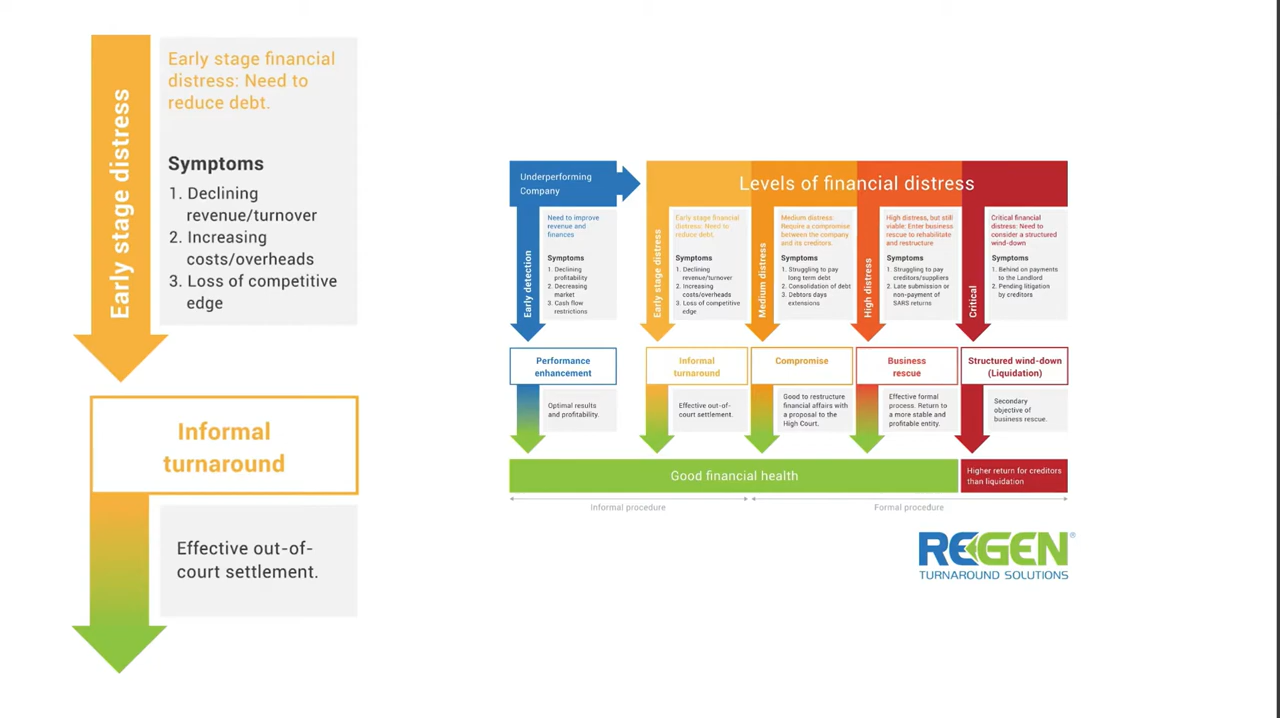 Early stage distress
Early stage financial
distress: Need to
reduce debt.
Symptoms
1. Declining
revenue/turnover
2. Increasing
costs/overheads
3. Loss of competitive
edge
Informal
turnaround
Effective out-of-
court settlement.
Underperforming
Company
Levels of financial distress
Early detection
Need to improve
revenue and
finances
Symptoms
1. Declining
profitability
2. Decreasing
market
3. Cash flow
restrictions
Early stage distress
Early stage financial
distress: Need to
reduce debt.
Symptoms
1. Declining
revenue/turnover
2. Increasing
costs/overheads
3. Loss of competitive
edge
Medium distress
Medium distress:
Require a compromise
between the company
and its creditors.
Symptoms
1. Struggling to pay
long term debt
2. Consolidation of debt
3. Debtors days
extensions
High distress
High distress, but still
viable: Enter business
rescue to rehabilitate
and restructure
Symptoms
1. Struggling to pay
creditors/suppliers
2. Late submission or
non-payment of
SARS returns
Critical
Critical financial
distress: Need to
consider a structured
wind-down
Symptoms
1. Behind on payments
to the Landlord
2. Pending litigation
by creditors
Performance
enhancement
Informal
turnaround
Compromise
Business
rescue
Structured wind-down
(Liquidation)
Optimal results
and profitability.
Effective out-of-
court settlement.
Good to restructure
financial affairs with
a proposal to the
High Court.
Effective formal
process. Return to
a more stable and
profitable entity.
Secondary
objective of
business rescue.
Good financial health
Higher return for creditors
than liquidation
Informal procedure
Formal procedure
REGEN®
TURNAROUND SOLUTIONS